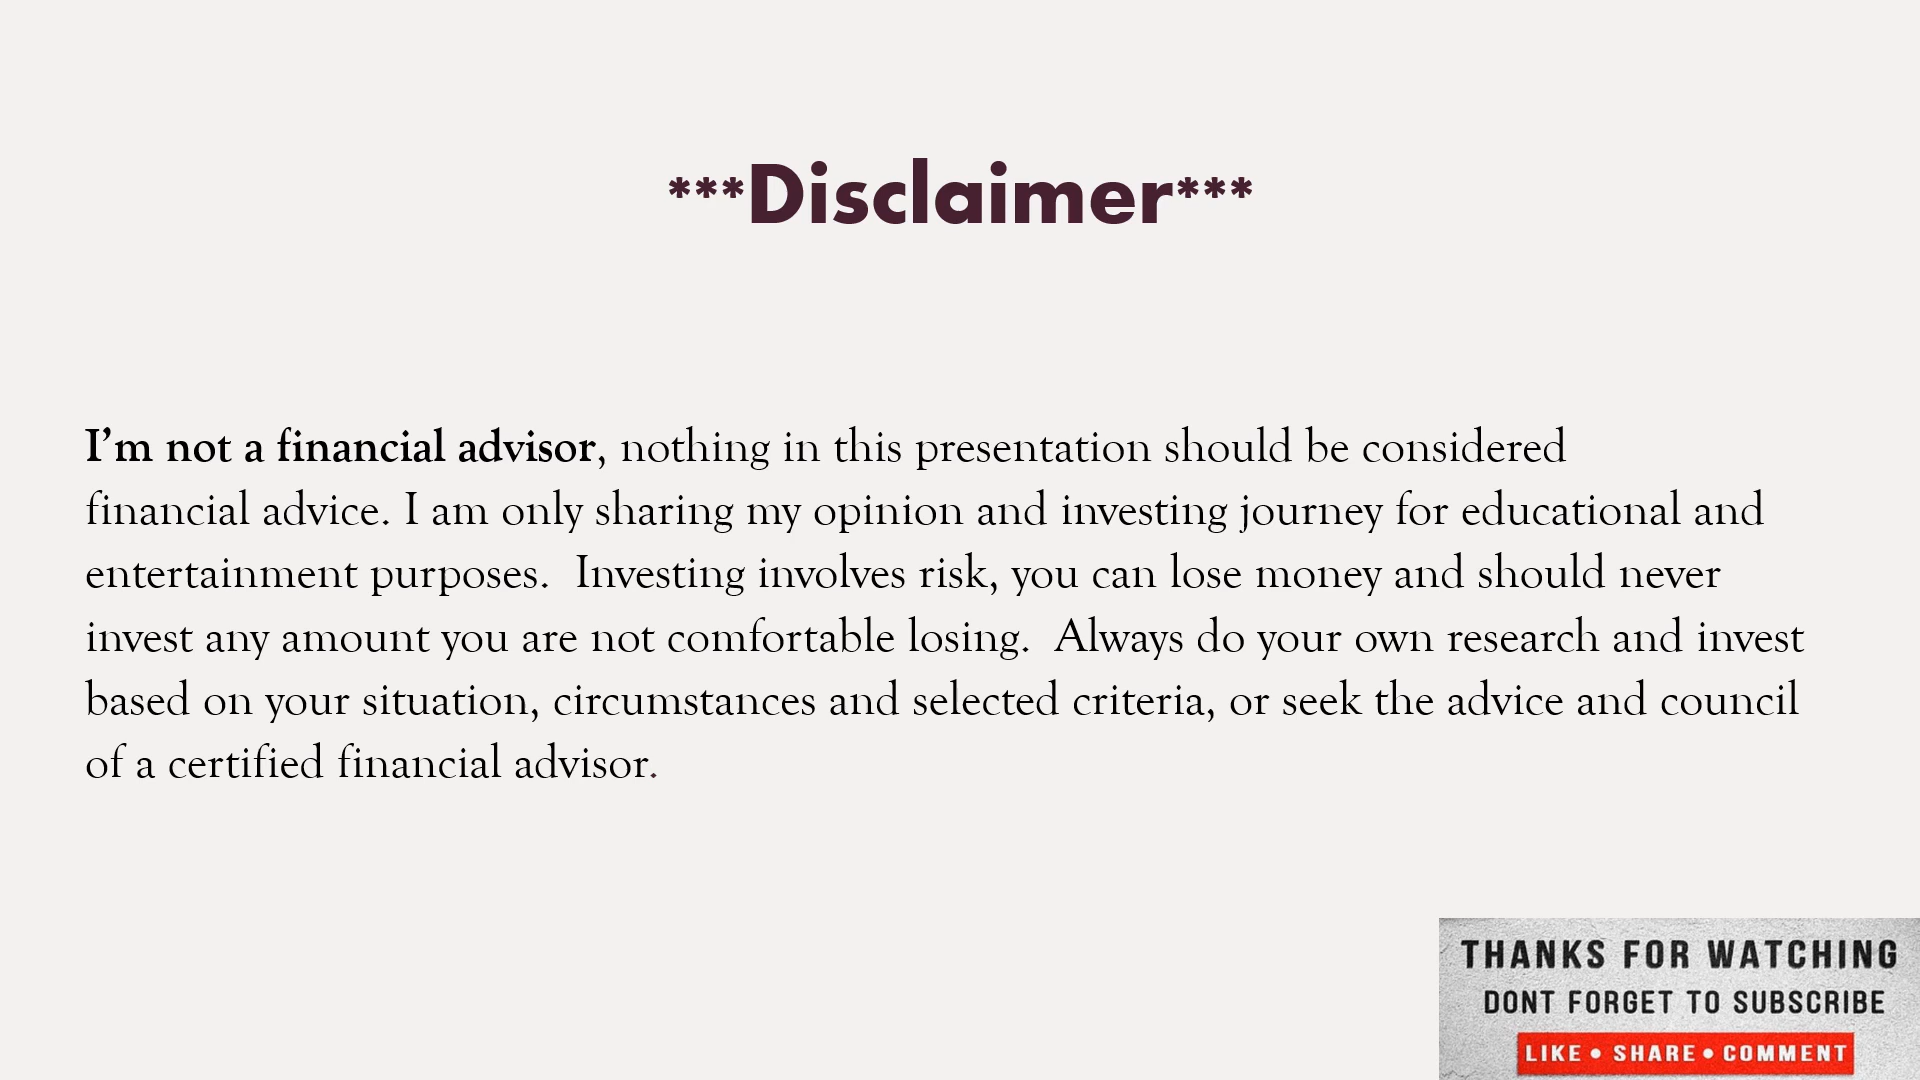 ***Disclaimer***
I’m not a financial advisor, nothing in this presentation should be considered
financial advice. I am only sharing my opinion and investing journey for educational and
entertainment purposes.  Investing involves risk, you can lose money and should never
invest any amount you are not comfortable losing.  Always do your own research and invest
based on your situation, circumstances and selected criteria, or seek the advice and council
of a certified financial advisor.
THANKS FOR WATCHING
DONT FORGET TO SUBSCRIBE
LIKE • SHARE • COMMENT